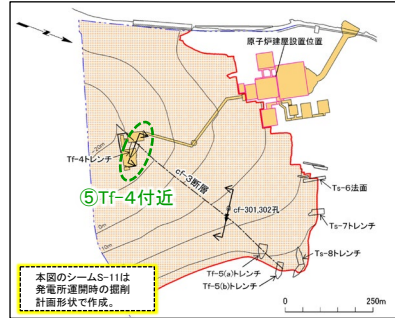 原子炉建屋設置位置
-20m
Tf-4トレンチ
⑤Tf-4付近
cf-3断層
Ts-6法面
cf-301,302孔
Ts-7トレンチ
0m
10m
Ts-8トレンチ
Tf-5(a)トレンチ
Tf-5(b)トレンチ
本図のシームS-11は
発電所運開時の掘削
計画形状で作成。
0 250m